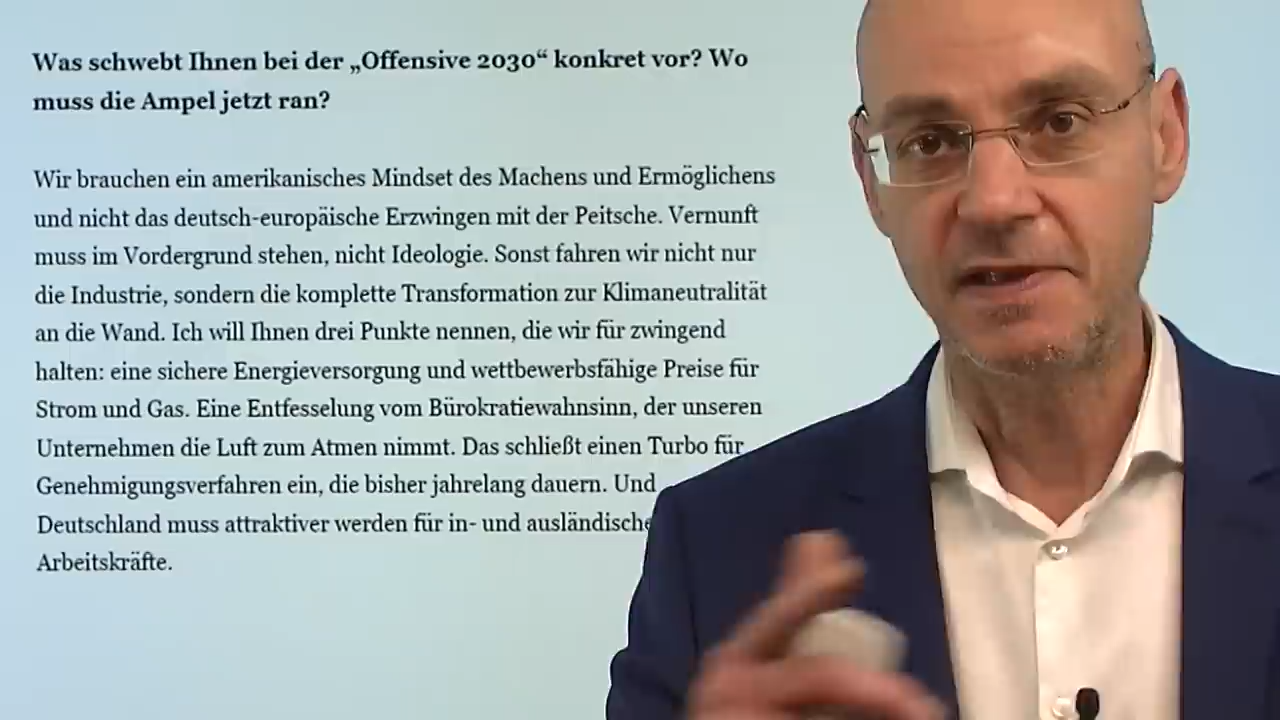 Was schwebt Ihnen bei der „Offensive 2030“ konkret vor? Wo
muss die Ampel jetzt ran?
Wir brauchen ein amerikanisches Mindset des Machens und Ermöglichens
und nicht das deutsch-europäische Erzwingen mit der Peitsche. Vernunft
muss im Vordergrund stehen, nicht Ideologie. Sonst fahren wir nicht nur
die Industrie, sondern die komplette Transformation zur Klimaneutralität
an die Wand. Ich will Ihnen drei Punkte nennen, die wir für zwingend
halten: eine sichere Energieversorgung und wettbewerbsfähige Preise für
Strom und Gas. Eine Entfesselung vom Bürokratiewahnsinn, der unseren
Unternehmen die Luft zum Atmen nimmt. Das schließt einen Turbo für
Genehmigungsverfahren ein, die bisher jahrelang dauern. Und
Deutschland muss attraktiver werden für in- und ausländische
Arbeitskräfte.